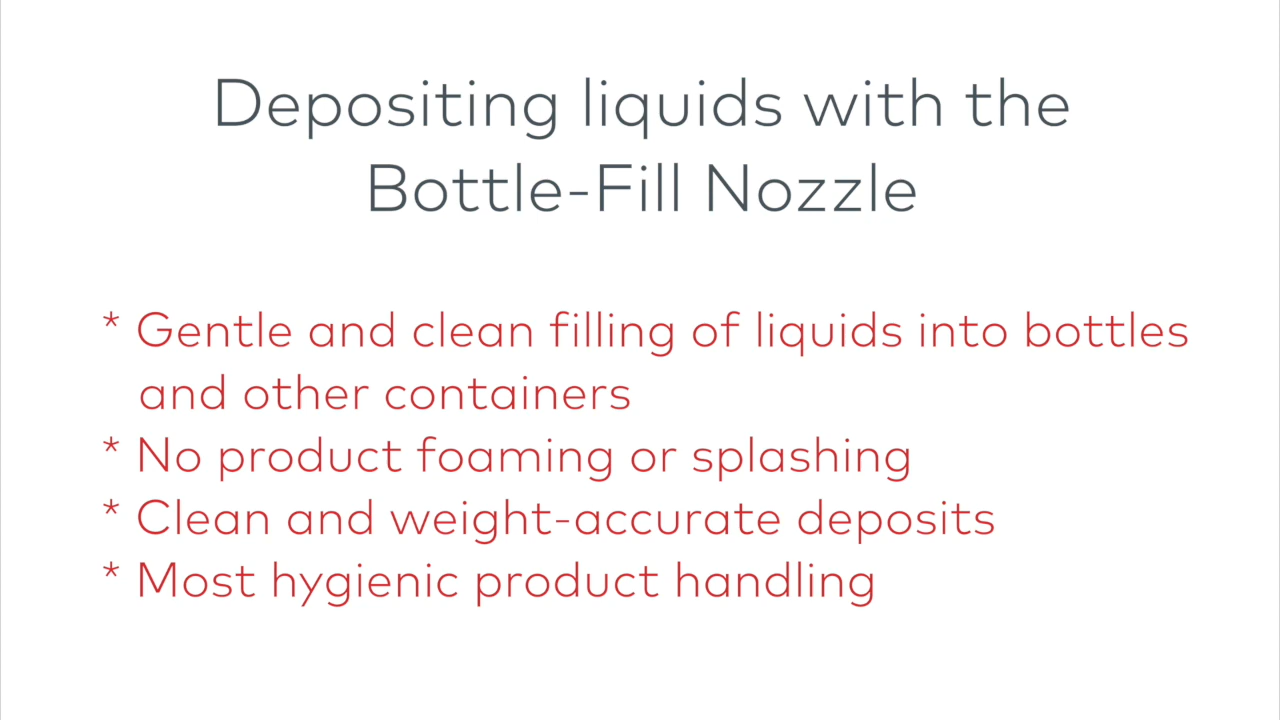 Depositing liquids with the
Bottle-Fill Nozzle
* Gentle and clean filling of liquids into bottles
and other containers
* No product foaming or splashing
* Clean and weight-accurate deposits
* Most hygienic product handling